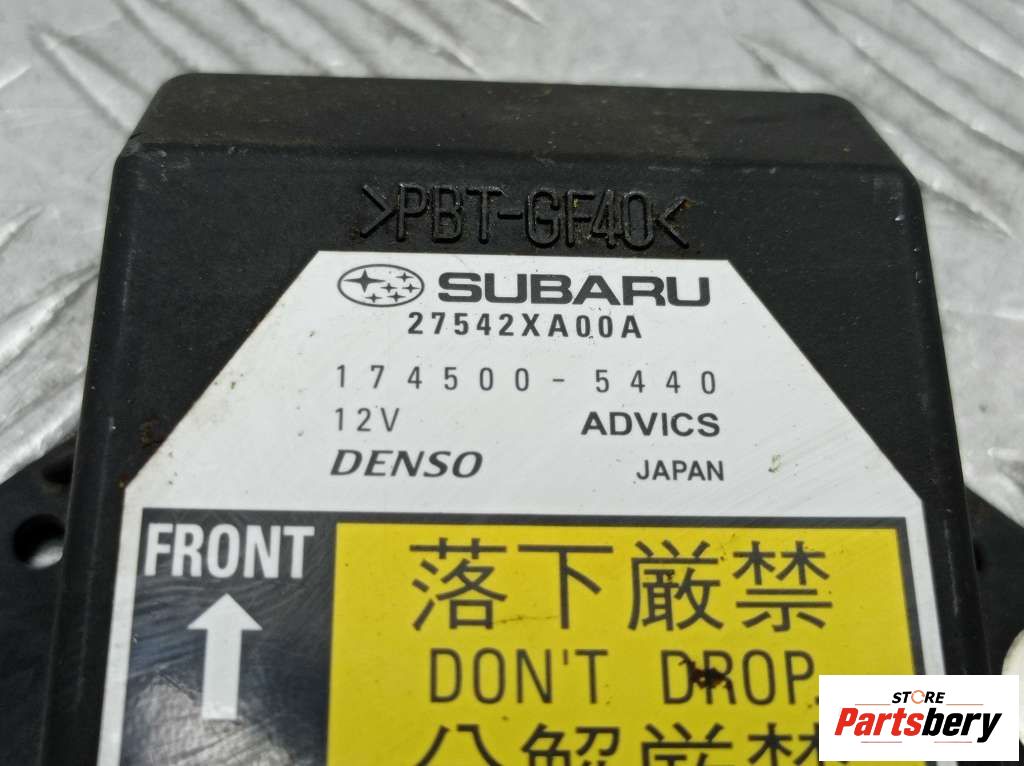 >PBT-GF40<
SUBARU
27542XA00A
174500-5440
12V ADVICS
DENSO JAPAN
FRONT
落下厳禁
DON'T DROP
STORE
Partsbery